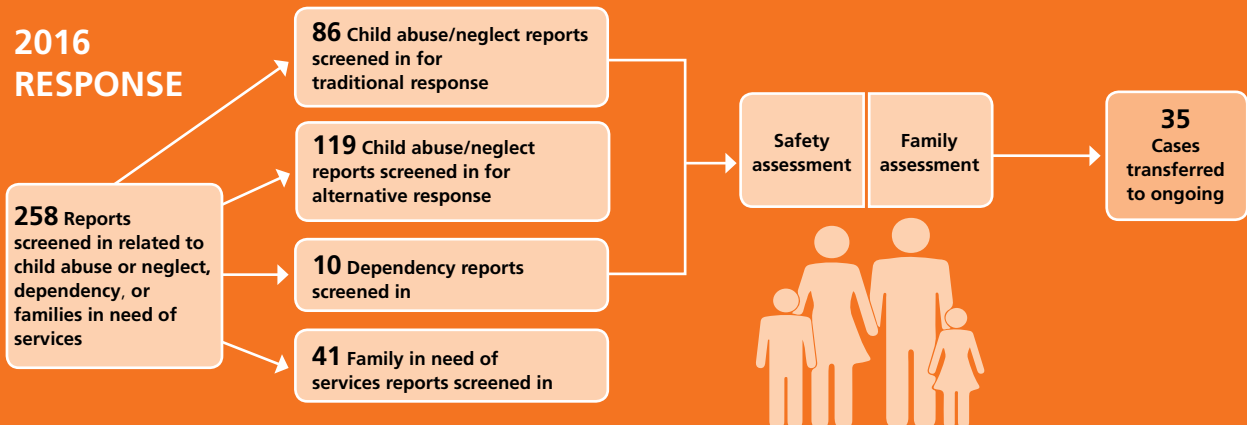 2016
RESPONSE
258 Reports
screened in related to
child abuse or neglect,
dependency, or
families in need of
services
86 Child abuse/neglect reports
screened in for
traditional response
119 Child abuse/neglect
reports screened in for
alternative response
10 Dependency reports
screened in
41 Family in need of
services reports screened in
Safety
assessment
Family
assessment
35
Cases
transferred
to ongoing